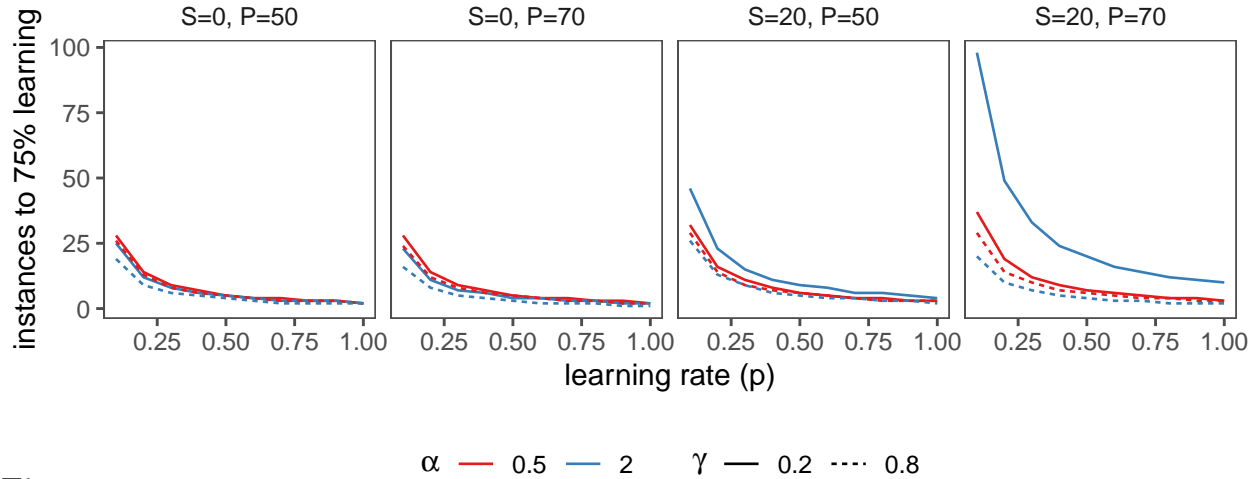 S=0, P=50 S=0, P=70 S=20, P=50 S=20, P=70
instances to 75% learning
100
75
50
25
0
0.25 0.50 0.75 1.00 0.25 0.50 0.75 1.00 0.25 0.50 0.75 1.00 0.25 0.50 0.75 1.00
learning rate (p)
α 0.5 2 γ 0.2 0.8